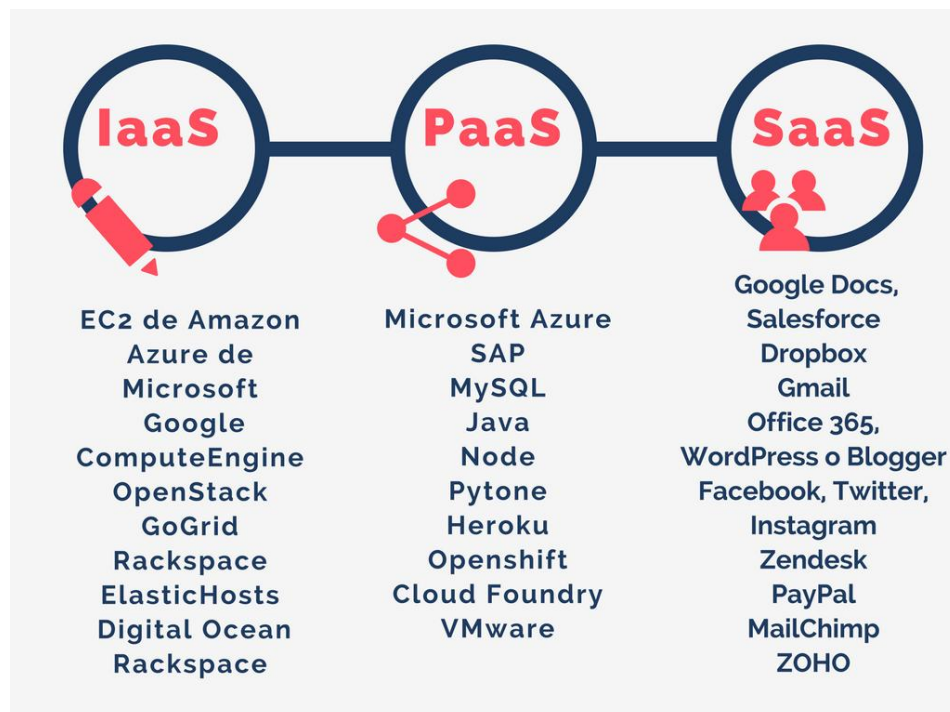 IaaS
EC2 de Amazon
Azure de
Microsoft
Google
ComputeEngine
OpenStack
GoGrid
Rackspace
ElasticHosts
Digital Ocean
Rackspace
PaaS
Microsoft Azure
SAP
MySQL
Java
Node
Pytone
Heroku
Openshift
Cloud Foundry
VMware
SaaS
Google Docs,
Salesforce
Dropbox
Gmail
Office 365,
WordPress o Blogger
Facebook, Twitter,
Instagram
Zendesk
PayPal
MailChimp
ZOHO